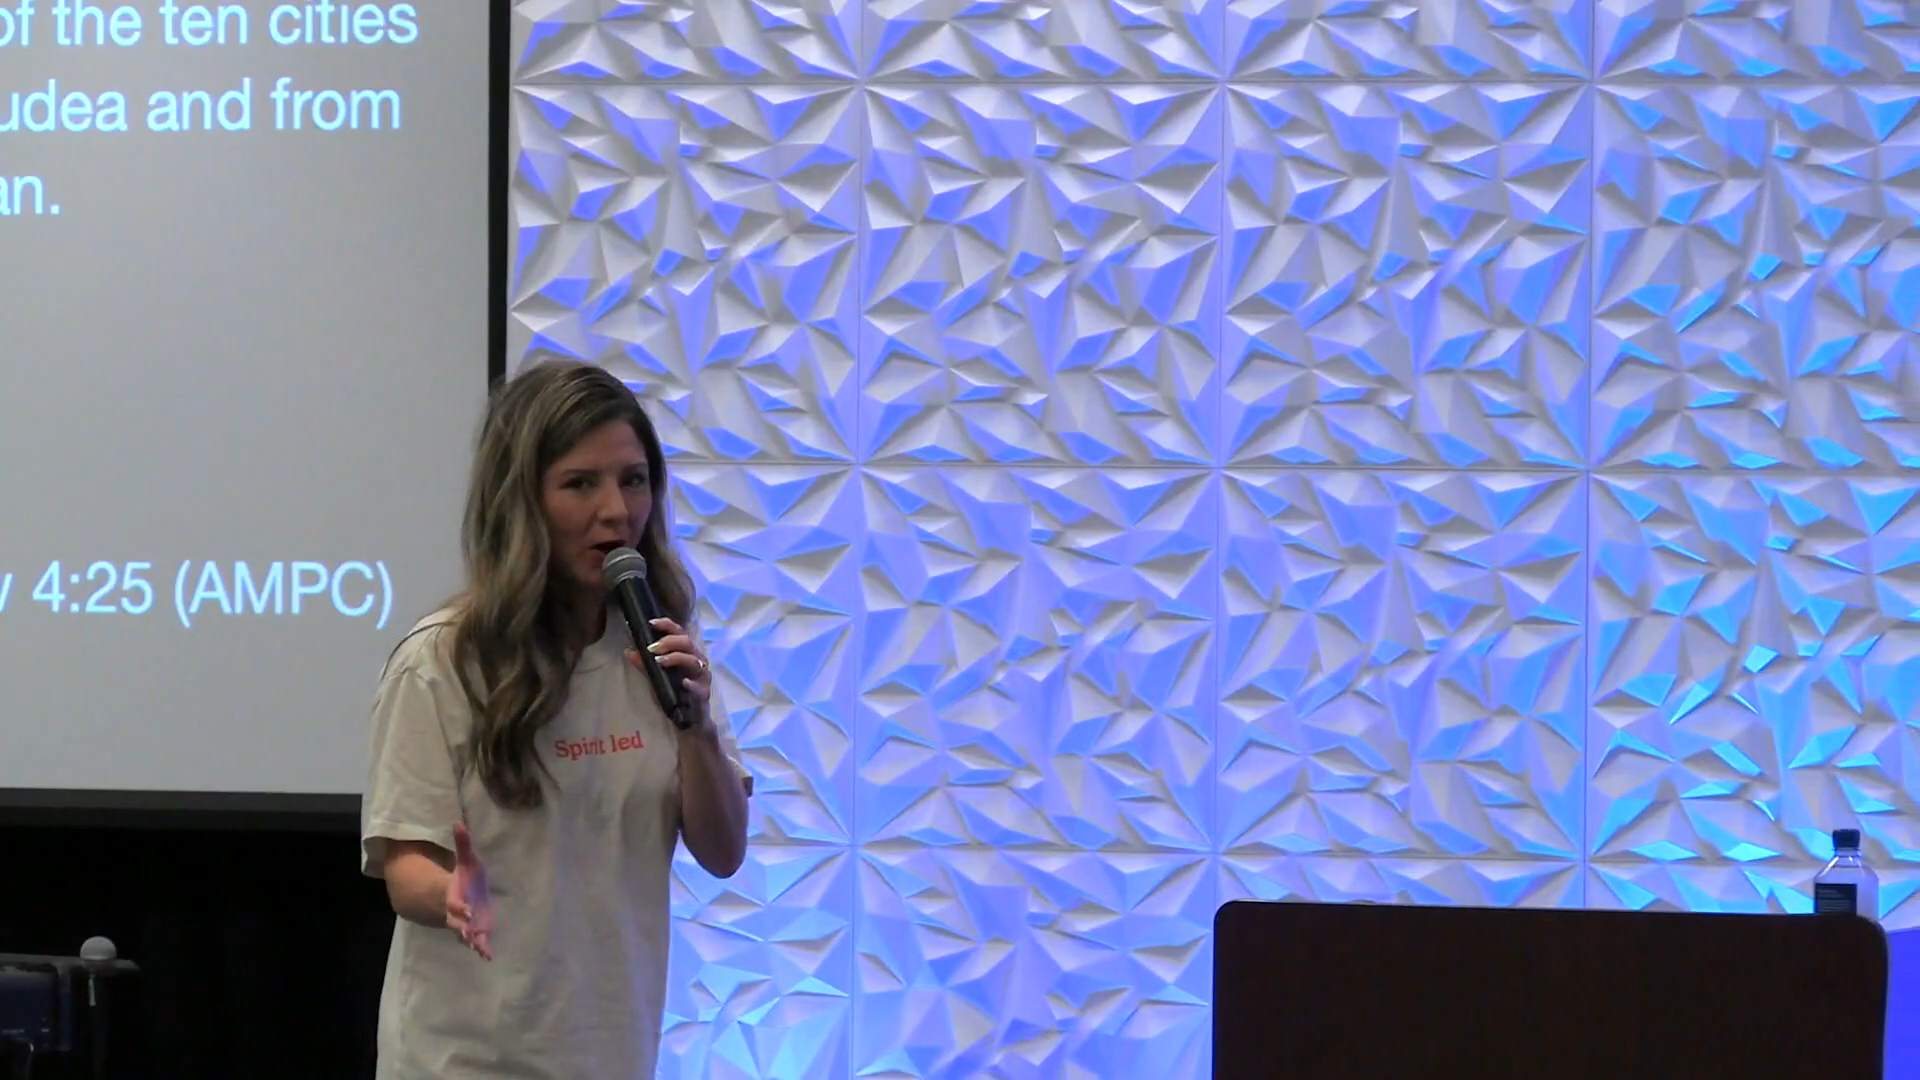 of the ten cities
udea and from
an.
4:25 (AMPC)
Spirit led